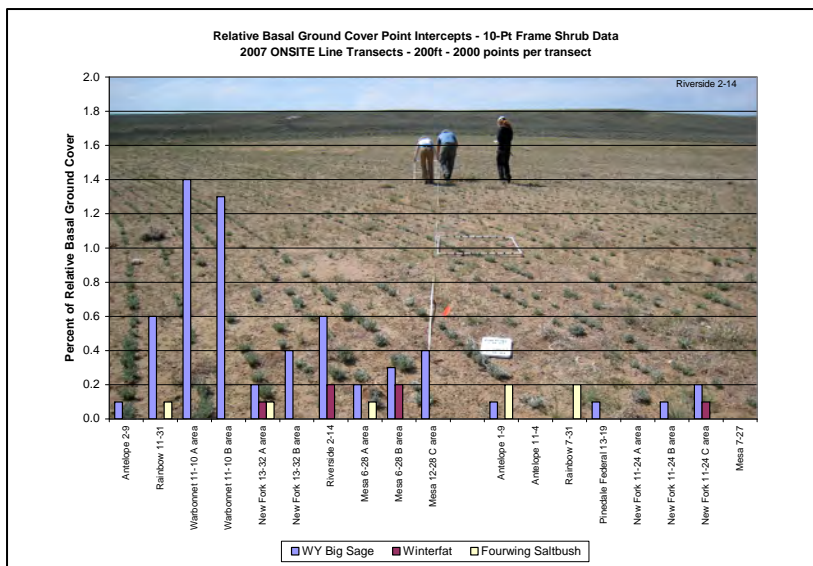 Relative Basal Ground Cover Point Intercepts - 10-Pt Frame Shrub Data
2007 ONSITE Line Transects - 200ft - 2000 points per transect
Riverside 2-14
Percent of Relative Basal Ground Cover
2.0
1.8
1.6
1.4
1.2
1.0
0.8
0.6
0.4
0.2
0.0
Antelope 2-9
Rainbow 11-31
Warbonnet 11-10 A area
Warbonnet 11-10 B area
New Fork 13-32 A area
New Fork 13-32 B area
Riverside 2-14
Mesa 6-28 A area
Mesa 6-28 B area
Mesa 12-28 C area
Antelope 1-9
Antelope 11-4
Rainbow 7-31
Pinedale Federal 13-19
New Fork 11-24 A area
New Fork 11-24 B area
New Fork 11-24 C area
Mesa 7-27
WY Big Sage
Winterfat
Fourwing Saltbush